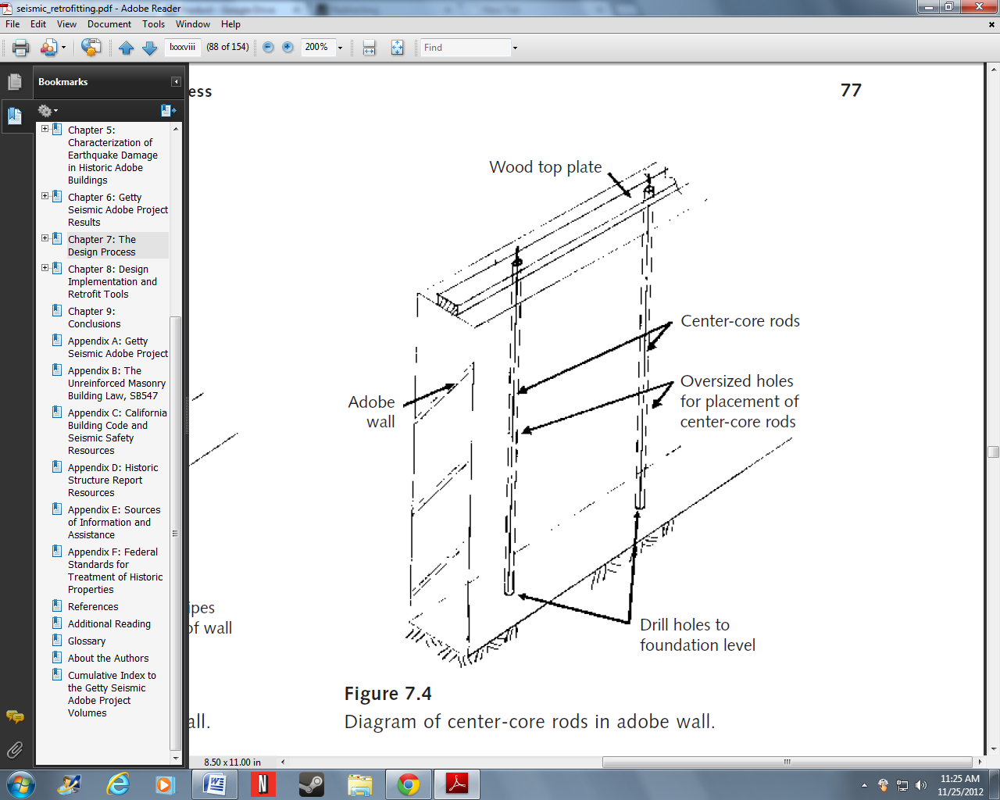 seismic_retrofitting.pdf - Adobe Reader
File Edit View Document Tools Window Help
lxxxviii (88 of 154) 200% Find
Bookmarks
Chapter 5:
Characterization of
Earthquake Damage
in Historic Adobe
Buildings
Chapter 6: Getty
Seismic Adobe Project
Results
Chapter 7: The
Design Process
Chapter 8: Design
Implementation and
Retrofit Tools
Chapter 9:
Conclusions
Appendix A: Getty
Seismic Adobe Project
Appendix B: The
Unreinforced Masonry
Building Law, SB547
Appendix C: California
Building Code and
Seismic Safety
Resources
Appendix D: Historic
Structure Report
Resources
Appendix E: Sources
of Information and
Assistance
Appendix F: Federal
Standards for
Treatment of Historic
Properties
References
Additional Reading
Glossary
About the Authors
Cumulative Index to
the Getty Seismic
Adobe Project
Volumes
ess
77
ipes
of wall
all.
Wood top plate
Center-core rods
Oversized holes
for placement of
center-core rods
Adobe
wall
Drill holes to
foundation level
Figure 7.4
Diagram of center-core rods in adobe wall.
8.50 x 11.00 in
11:25 AM
11/25/2012